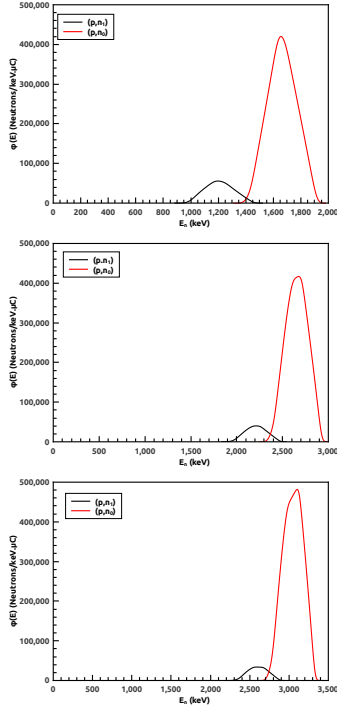 500,000
400,000
300,000
200,000
100,000
0
φ(E) (Neutrons/keV.μC)
(p,n₁)
(p,n₀)
0 200 400 600 800 1,000 1,200 1,400 1,600 1,800 2,000
Eₙ (keV)
500,000
400,000
300,000
200,000
100,000
0
φ(E) (Neutrons/keV.μC)
(p.n₁)
(p,n₀)
0 500 1,000 1,500 2,000 2,500 3,000
Eₙ (keV)
500,000
400,000
300,000
200,000
100,000
0
φ(E) (Neutrons/keV.μC)
(p,n₁)
(p,n₀)
0 500 1,000 1,500 2,000 2,500 3,000 3,500
Eₙ (keV)